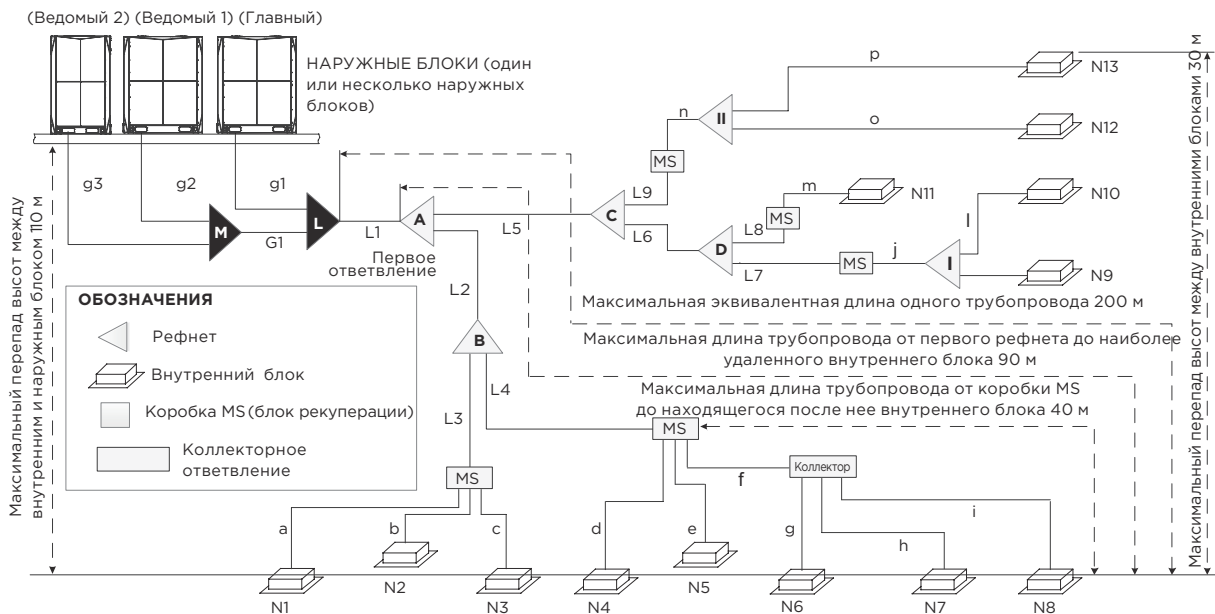 (Ведомый 2) (Ведомый 1) (Главный)
НАРУЖНЫЕ БЛОКИ (один
или несколько наружных
блоков)
Максимальный перепад высот между
внутренним и наружным блоком 110 м
g3
g2
g1
M
L
G1
L1
A
Первое
ответвление
L5
C
L9
L6
MS
n
II
p
o
N13
N12
D
L8
MS
m
N11
L7
MS
j
I
l
N10
N9
L2
B
L3
L4
Максимальная эквивалентная длина одного трубопровода 200 м
Максимальная длина трубопровода от первого рефнета до наиболее
удаленного внутреннего блока 90 м
Максимальная длина трубопровода от коробки MS
до находящегося после нее внутреннего блока 40 м
Максимальный перепад высот между внутренними блоками 30 м
ОБОЗНАЧЕНИЯ
Рефнет
Внутренний блок
Коробка MS (блок рекуперации)
Коллекторное
ответвление
MS
a
b
c
N1
N2
N3
MS
d
e
f
Коллектор
g
h
i
N4
N5
N6
N7
N8